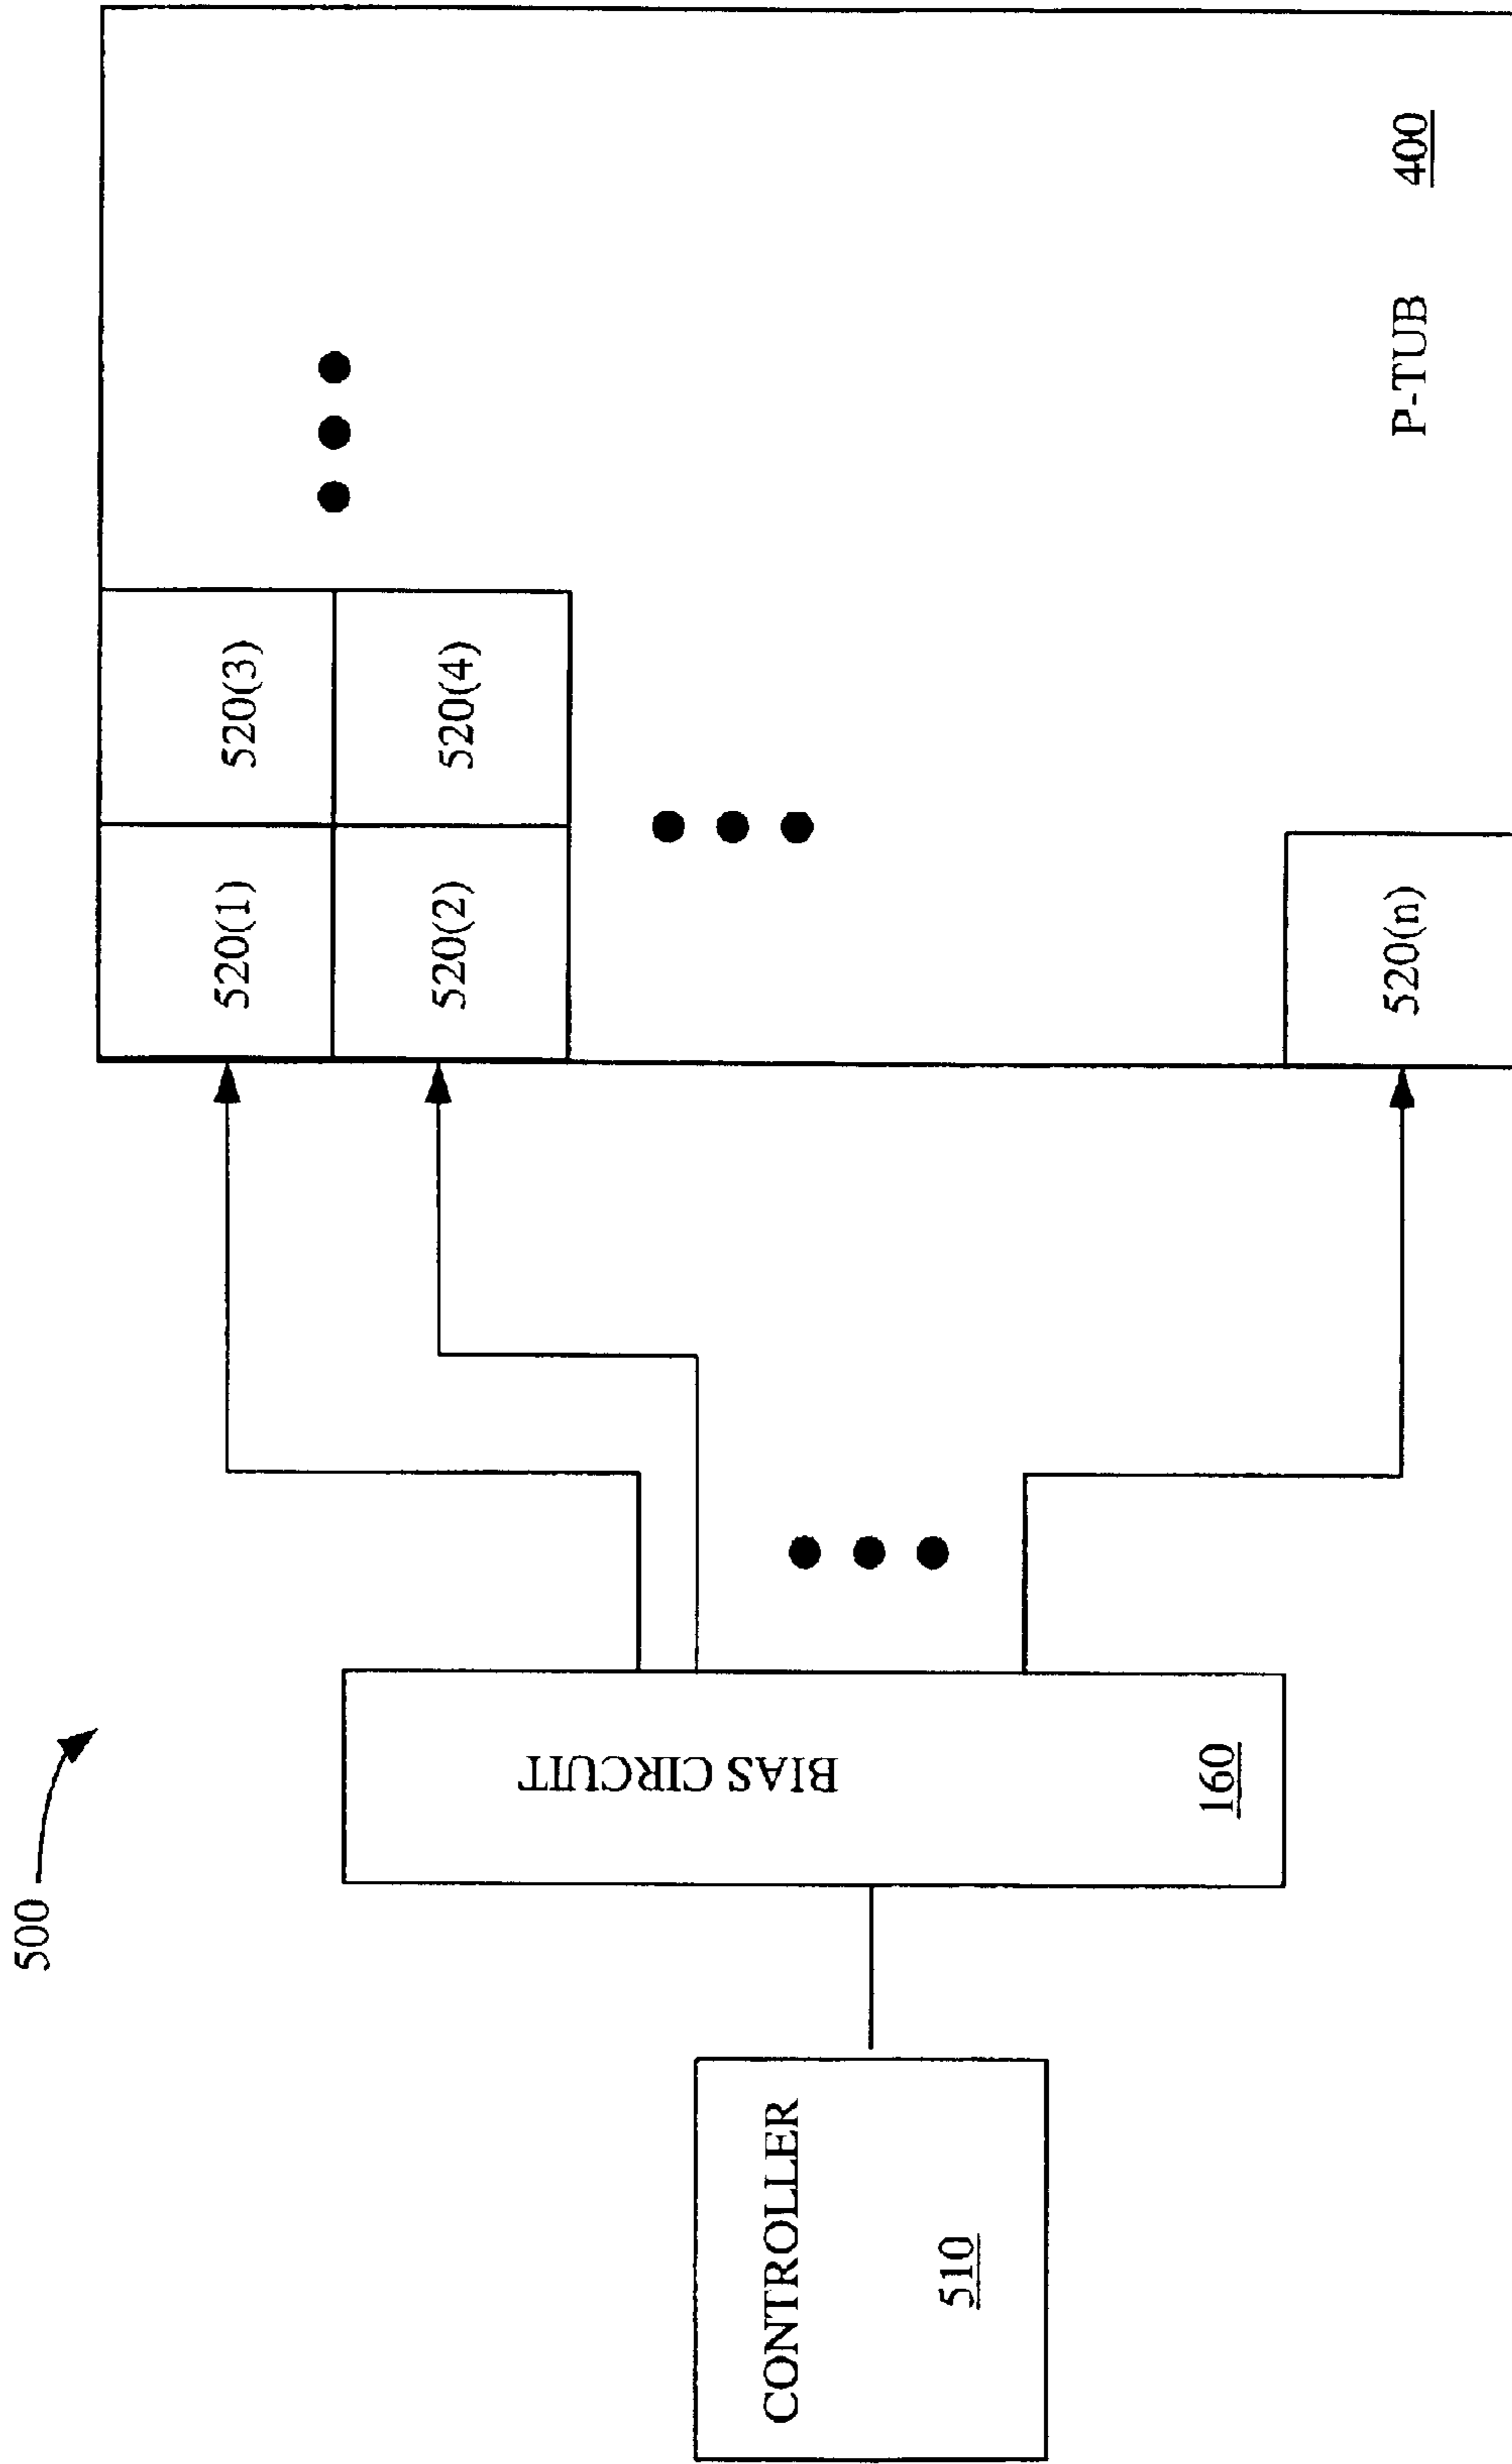 500
CONTROLLER
510
BIAS CIRCUIT
160
520(1)
520(3)
520(2)
520(4)
520(n)
P-TUB
400